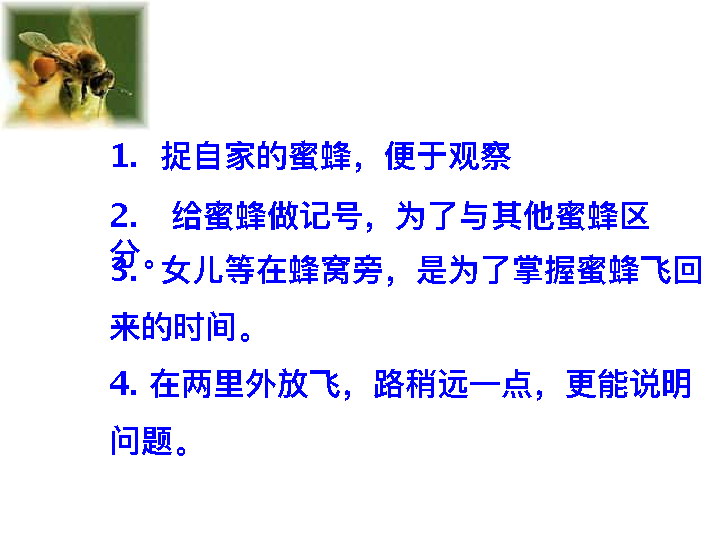 1. 捉自家的蜜蜂，便于观察
2. 给蜜蜂做记号，为了与其他蜜蜂区
分。
3. 女儿等在蜂窝旁，是为了掌握蜜蜂飞回
来的时间。
4. 在两里外放飞，路稍远一点，更能说明
问题。